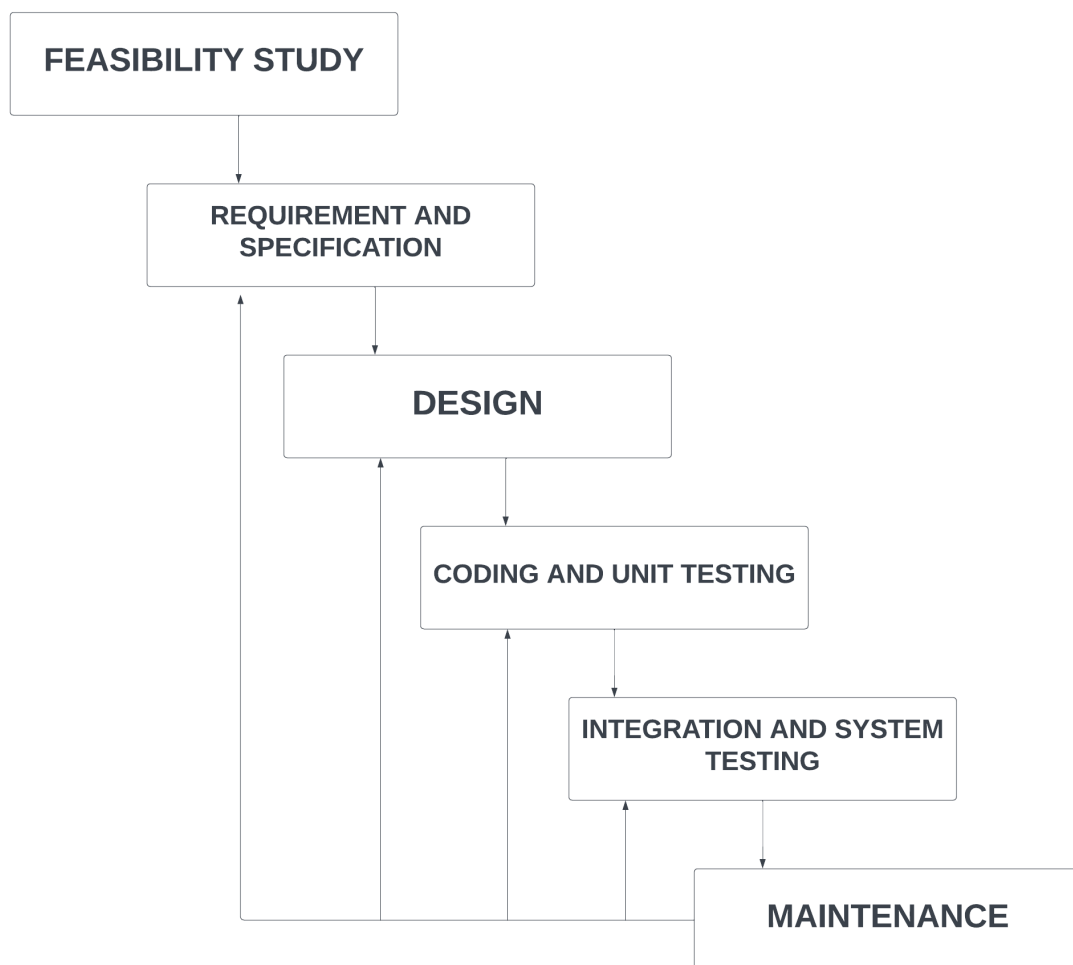 FEASIBILITY STUDY
REQUIREMENT AND
SPECIFICATION
DESIGN
CODING AND UNIT TESTING
INTEGRATION AND SYSTEM
TESTING
MAINTENANCE